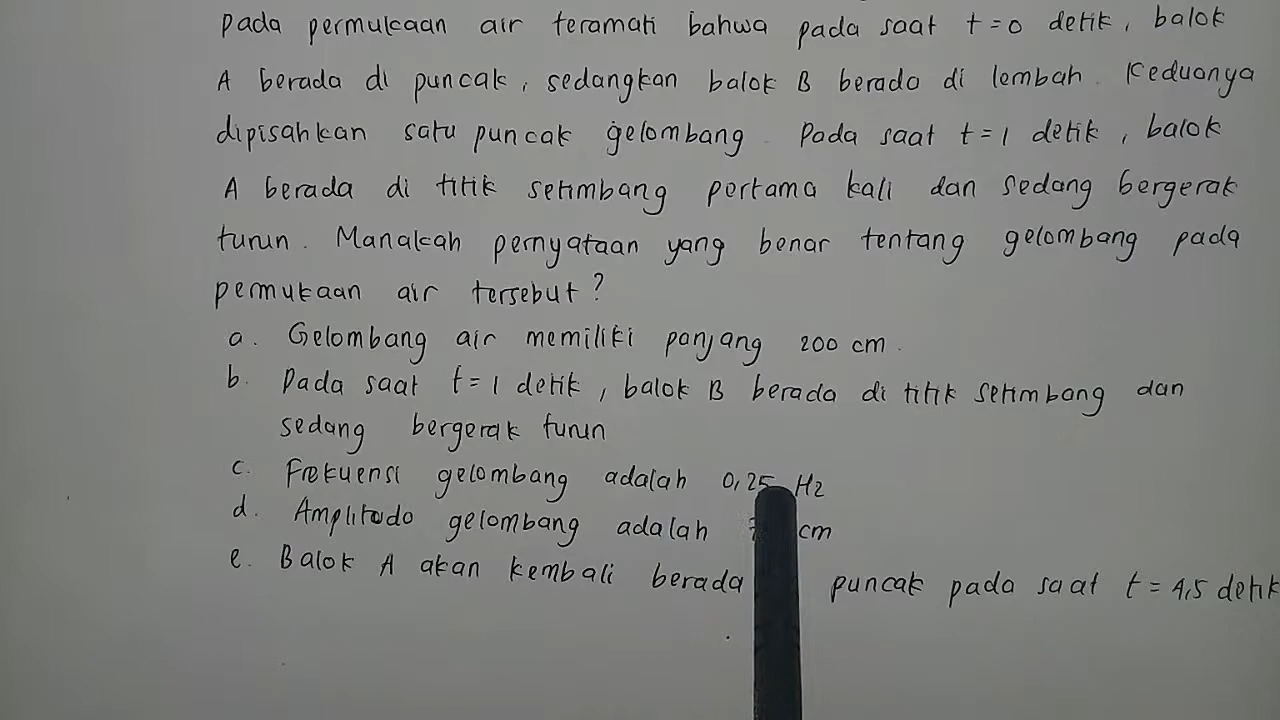 pada permukaan air teramati bahwa pada saat t = 0 detik, balok
A berada di puncak, sedangkan balok B berada di lembah. Keduanya
dipisahkan satu puncak gelombang. Pada saat t = 1 detik, balok
A berada di titik setimbang pertama kali dan sedang bergerak
turun. Manakah pernyataan yang benar tentang gelombang pada
permukaan air tersebut?
a. Gelombang air memiliki panjang 200 cm.
b. Pada saat t = 1 detik, balok B berada di titik setimbang dan
sedang bergerak turun
c. Frekuensi gelombang adalah 0,25 Hz
d. Amplitudo gelombang adalah cm
e. Balok A akan kembali berada puncak pada saat t = 4,5 detik